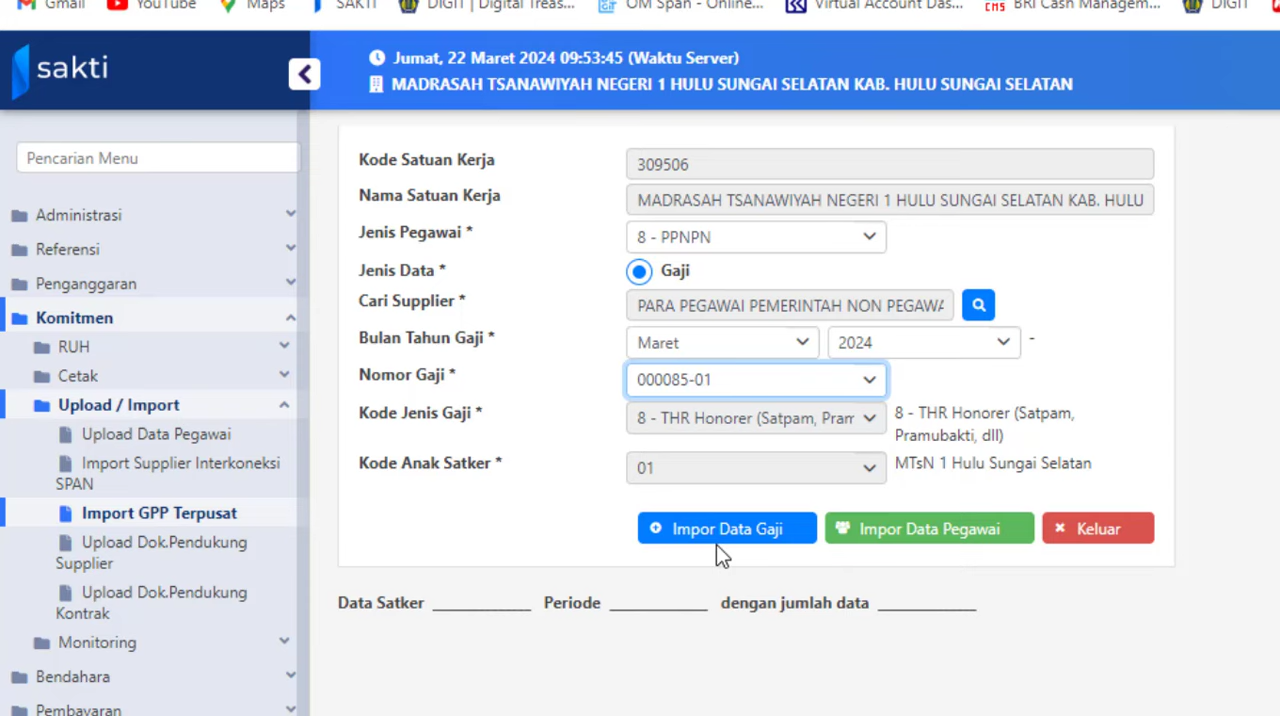 Gmail YouTube Maps SAKTI DIGIT | Digital Treas... OM Span - Online... Virtual Account Das... CMS BRI Cash Managem... DIGIT
sakti
Jumat, 22 Maret 2024 09:53:45 (Waktu Server)
MADRASAH TSANAWIYAH NEGERI 1 HULU SUNGAI SELATAN KAB. HULU SUNGAI SELATAN
Pencarian Menu
Administrasi
Referensi
Penganggaran
Komitmen
RUH
Cetak
Upload / Import
Upload Data Pegawai
Import Supplier Interkoneksi
SPAN
Import GPP Terpusat
Upload Dok.Pendukung
Supplier
Upload Dok.Pendukung
Kontrak
Monitoring
Bendahara
Pembayaran
Kode Satuan Kerja 309506
Nama Satuan Kerja MADRASAH TSANAWIYAH NEGERI 1 HULU SUNGAI SELATAN KAB. HULU
Jenis Pegawai * 8 - PPNPN
Jenis Data * Gaji
Cari Supplier * PARA PEGAWAI PEMERINTAH NON PEGAWA
Bulan Tahun Gaji * Maret 2024 -
Nomor Gaji * 000085-01
Kode Jenis Gaji * 8 - THR Honorer (Satpam, Pram 8 - THR Honorer (Satpam,
Pramubakti, dll)
Kode Anak Satker * 01 MTsN 1 Hulu Sungai Selatan
Impor Data Gaji Impor Data Pegawai Keluar
Data Satker ____________ Periode ____________ dengan jumlah data ____________